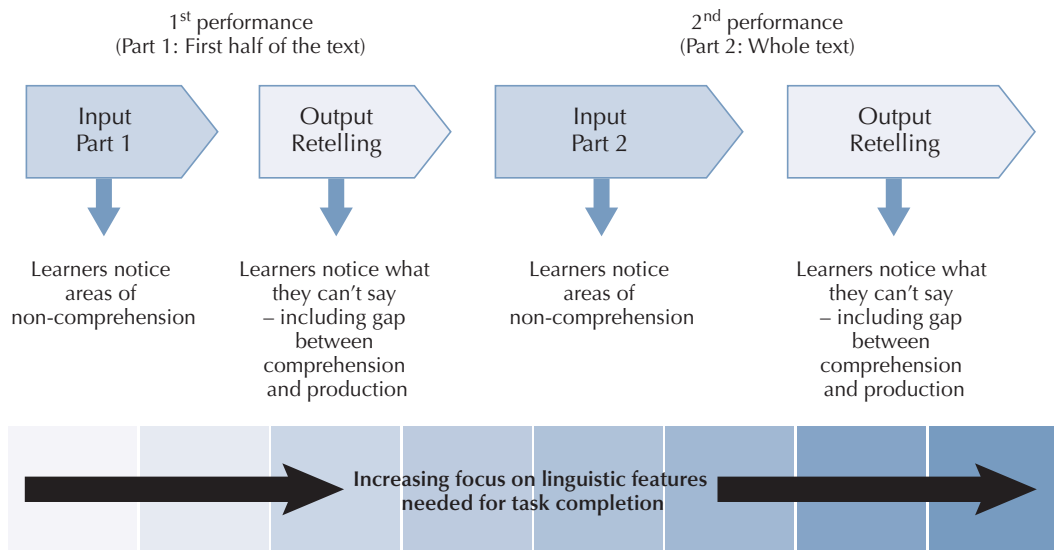 1st performance
(Part 1: First half of the text)
2nd performance
(Part 2: Whole text)
Input
Part 1
Output
Retelling
Input
Part 2
Output
Retelling
Learners notice
areas of
non-comprehension
Learners notice what
they can’t say
– including gap
between
comprehension
and production
Learners notice
areas of
non-comprehension
Learners notice what
they can’t say
– including gap
between
comprehension
and production
Increasing focus on linguistic features
needed for task completion